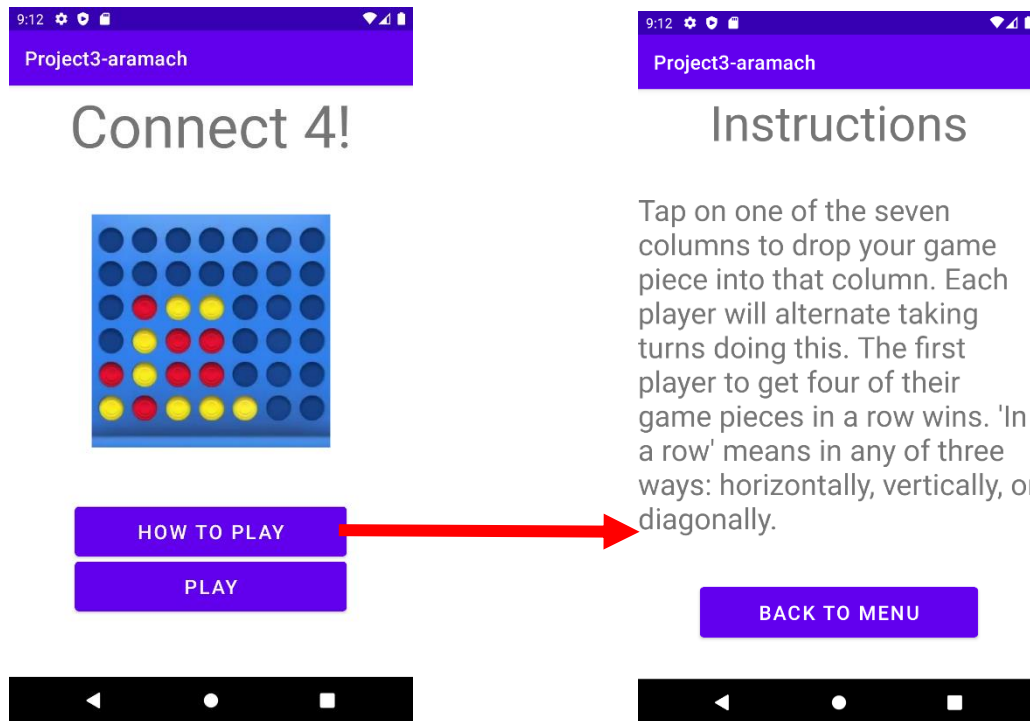 9:12
Project3-aramach
Connect 4!
HOW TO PLAY
PLAY
9:12
Project3-aramach
Instructions
Tap on one of the seven
columns to drop your game
piece into that column. Each
player will alternate taking
turns doing this. The first
player to get four of their
game pieces in a row wins. 'In
a row' means in any of three
ways: horizontally, vertically, or
diagonally.
BACK TO MENU